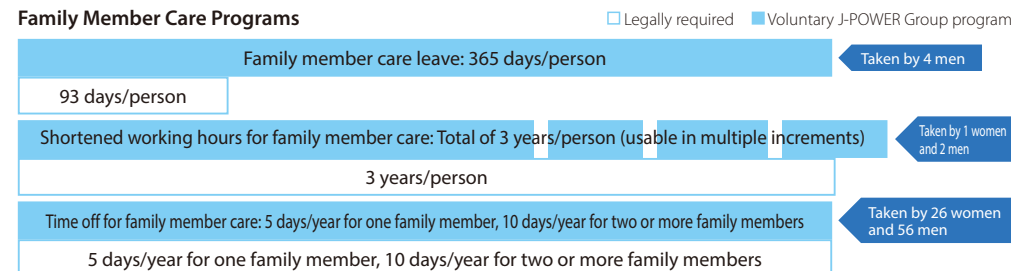 Family Member Care Programs
Legally required Voluntary J-POWER Group program
Family member care leave: 365 days/person
Taken by 4 men
93 days/person
Shortened working hours for family member care: Total of 3 years/person (usable in multiple increments)
Taken by 1 women
and 2 men
3 years/person
Time off for family member care: 5 days/year for one family member, 10 days/year for two or more family members
Taken by 26 women
and 56 men
5 days/year for one family member, 10 days/year for two or more family members